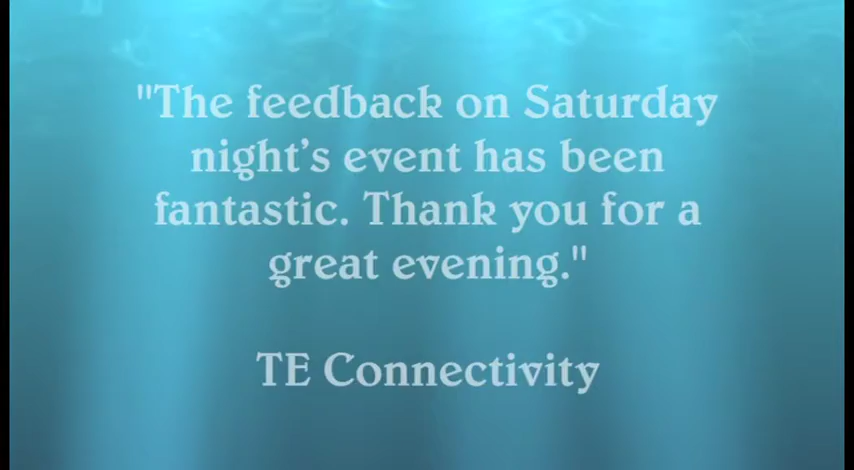 "The feedback on Saturday
night’s event has been
fantastic. Thank you for a
great evening."
TE Connectivity